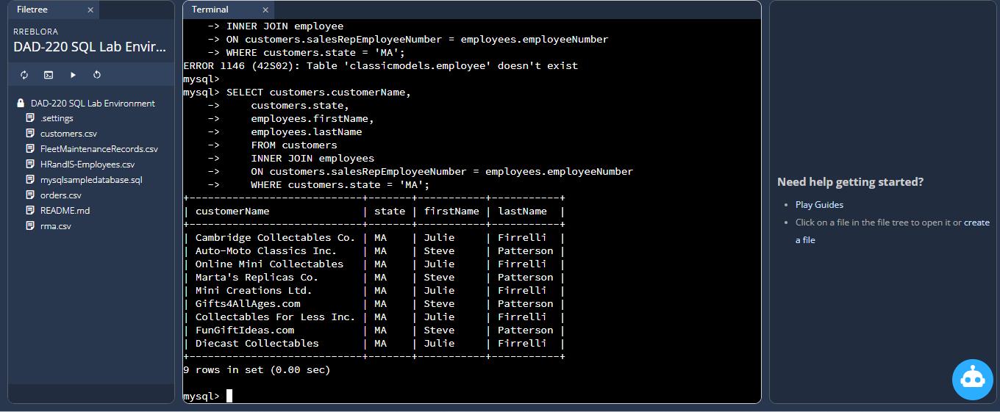 Filetree ×
RREBLORA
DAD-220 SQL Lab Envir...
DAD-220 SQL Lab Environment
.settings
customers.csv
FleetMaintenanceRecords.csv
HRandIS-Employees.csv
mysqlsampledatabase.sql
orders.csv
README.md
rma.csv
Terminal ×
    -> INNER JOIN employee
    -> ON customers.salesRepEmployeeNumber = employees.employeeNumber
    -> WHERE customers.state = 'MA';
ERROR 1146 (42S02): Table 'classicmodels.employee' doesn't exist
mysql>
mysql> SELECT customers.customerName,
    ->     customers.state,
    ->     employees.firstName,
    ->     employees.lastName
    ->     FROM customers
    ->     INNER JOIN employees
    ->     ON customers.salesRepEmployeeNumber = employees.employeeNumber
    ->     WHERE customers.state = 'MA';
+----------------------------+-------+-----------+-----------+
| customerName               | state | firstName | lastName  |
+----------------------------+-------+-----------+-----------+
| Cambridge Collectables Co. | MA    | Julie     | Firrelli  |
| Auto-Moto Classics Inc.    | MA    | Steve     | Patterson |
| Online Mini Collectables   | MA    | Julie     | Firrelli  |
| Marta's Replicas Co.       | MA    | Steve     | Patterson |
| Mini Creations Ltd.        | MA    | Julie     | Firrelli  |
| Gifts4AllAges.com          | MA    | Steve     | Patterson |
| Collectables For Less Inc. | MA    | Julie     | Firrelli  |
| FunGiftIdeas.com           | MA    | Steve     | Patterson |
| Diecast Collectables       | MA    | Julie     | Firrelli  |
+----------------------------+-------+-----------+-----------+
9 rows in set (0.00 sec)
mysql>
Need help getting started?
• Play Guides
• Click on a file in the file tree to open it or create
a file